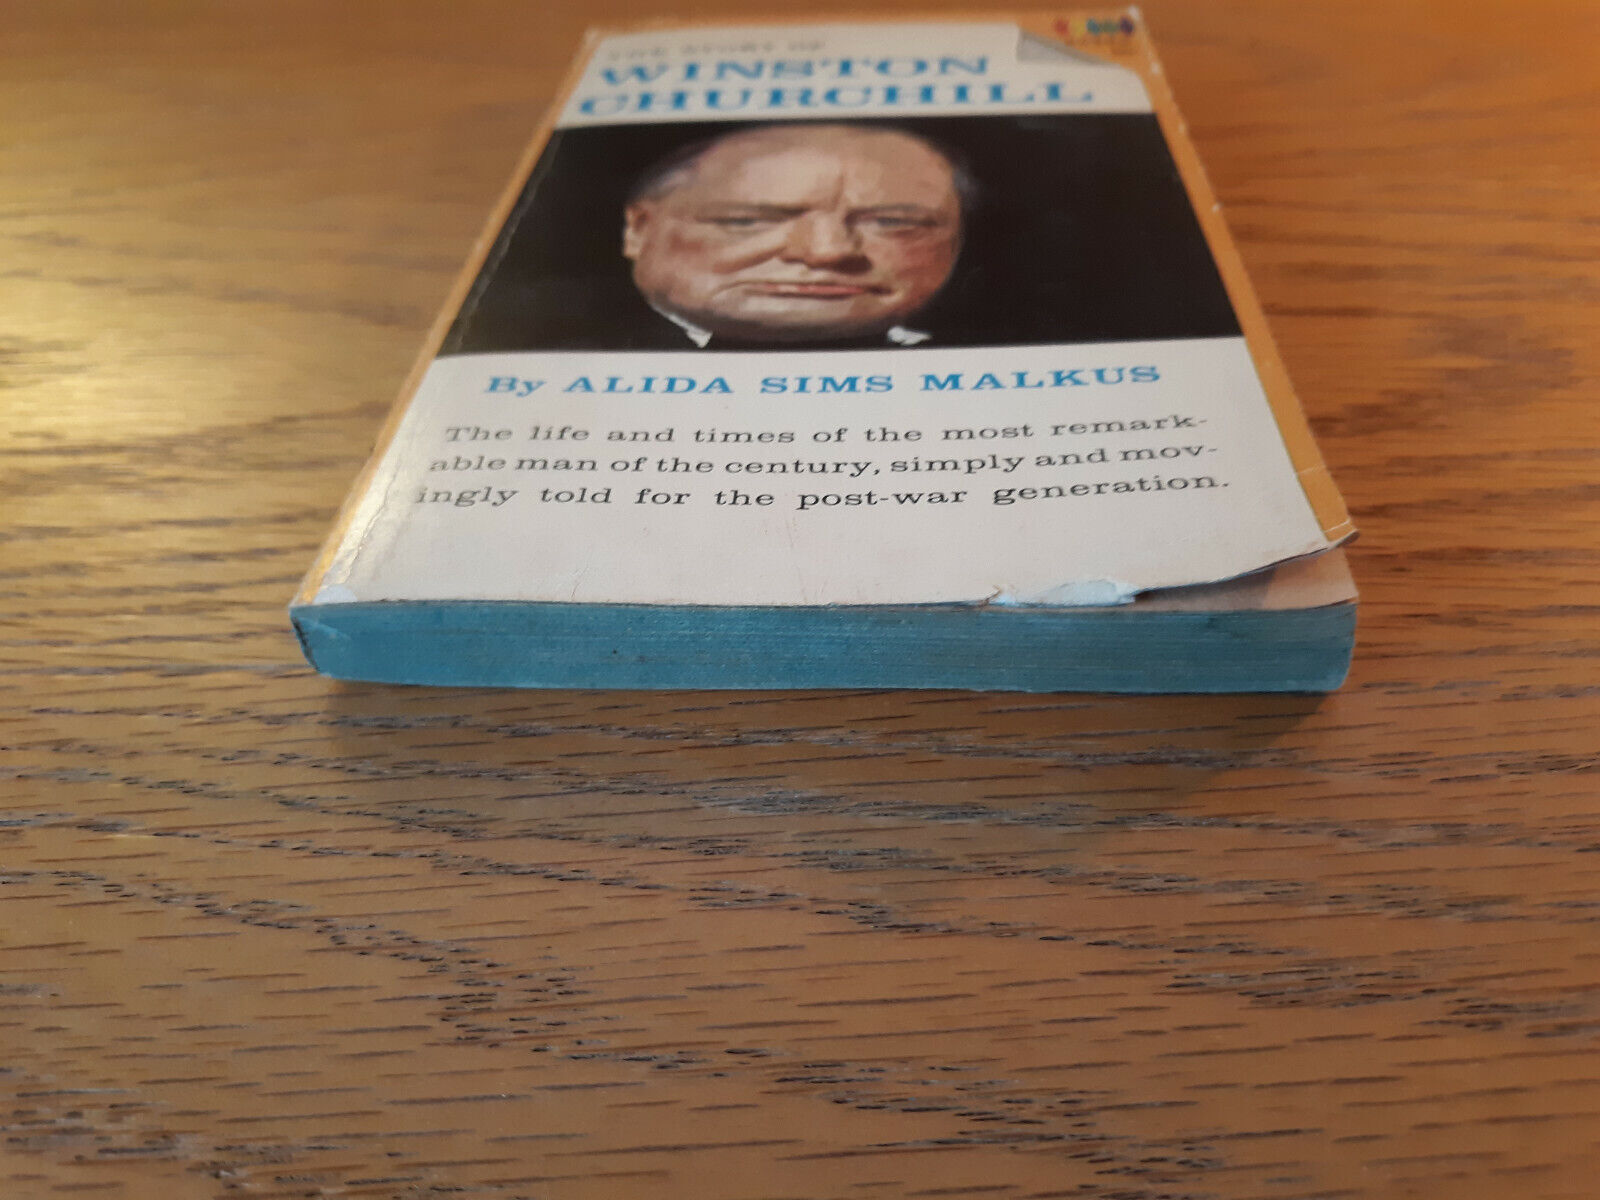 THE STORY OF
WINSTON
CHURCHILL
By ALIDA SIMS MALKUS
The life and times of the most remark-
able man of the century, simply and mov-
ingly told for the post-war generation.